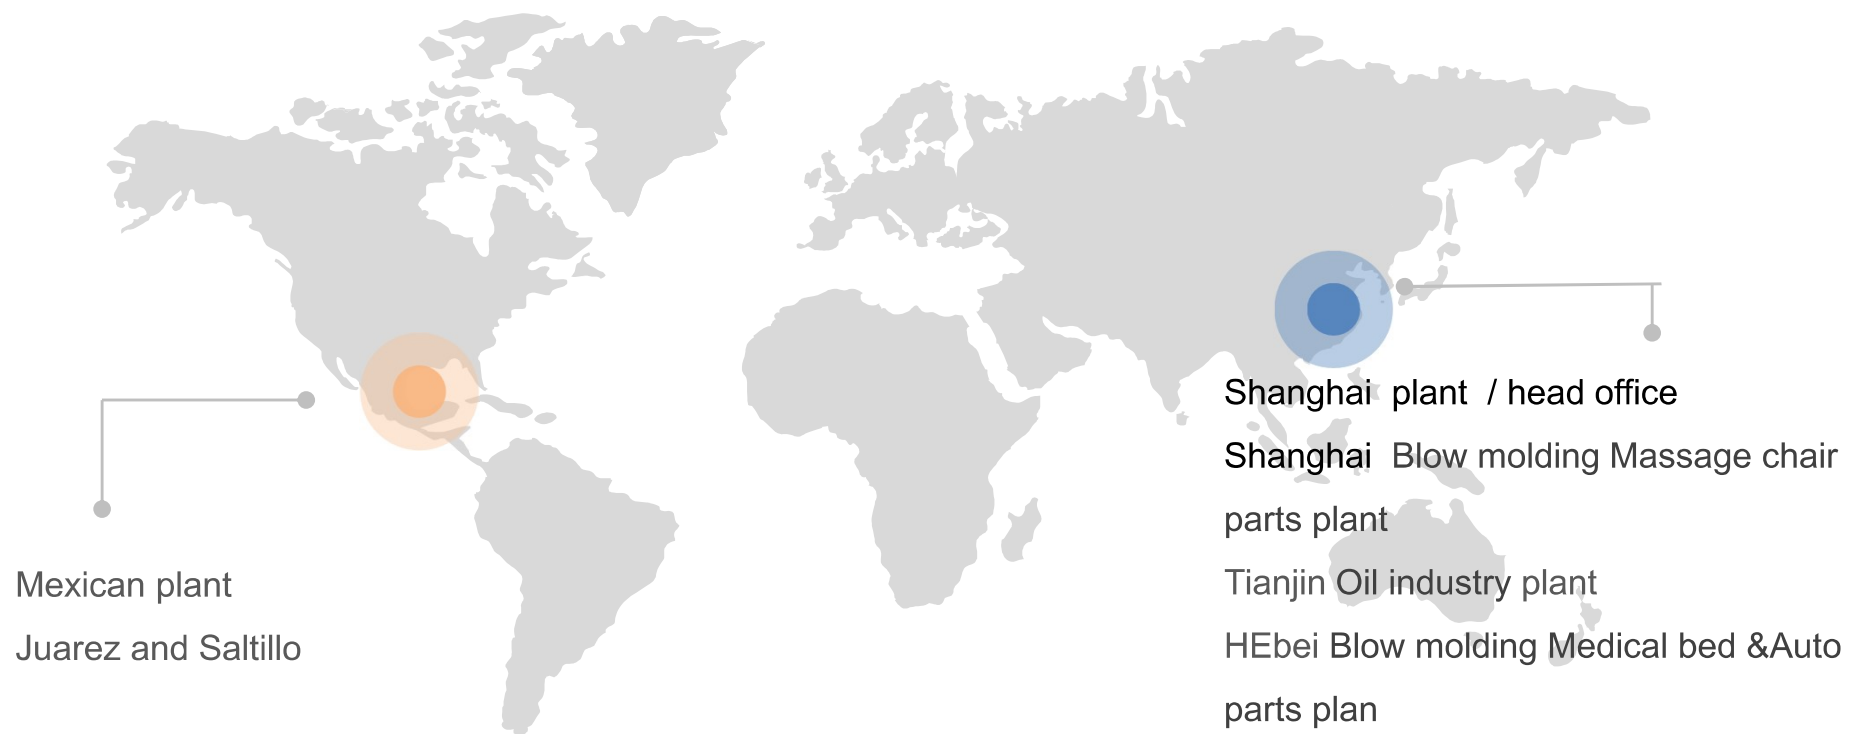 Mexican plant
Juarez and Saltillo
Shanghai plant / head office
Shanghai Blow molding Massage chair
parts plant
Tianjin Oil industry plant
HEbei Blow molding Medical bed &Auto
parts plan